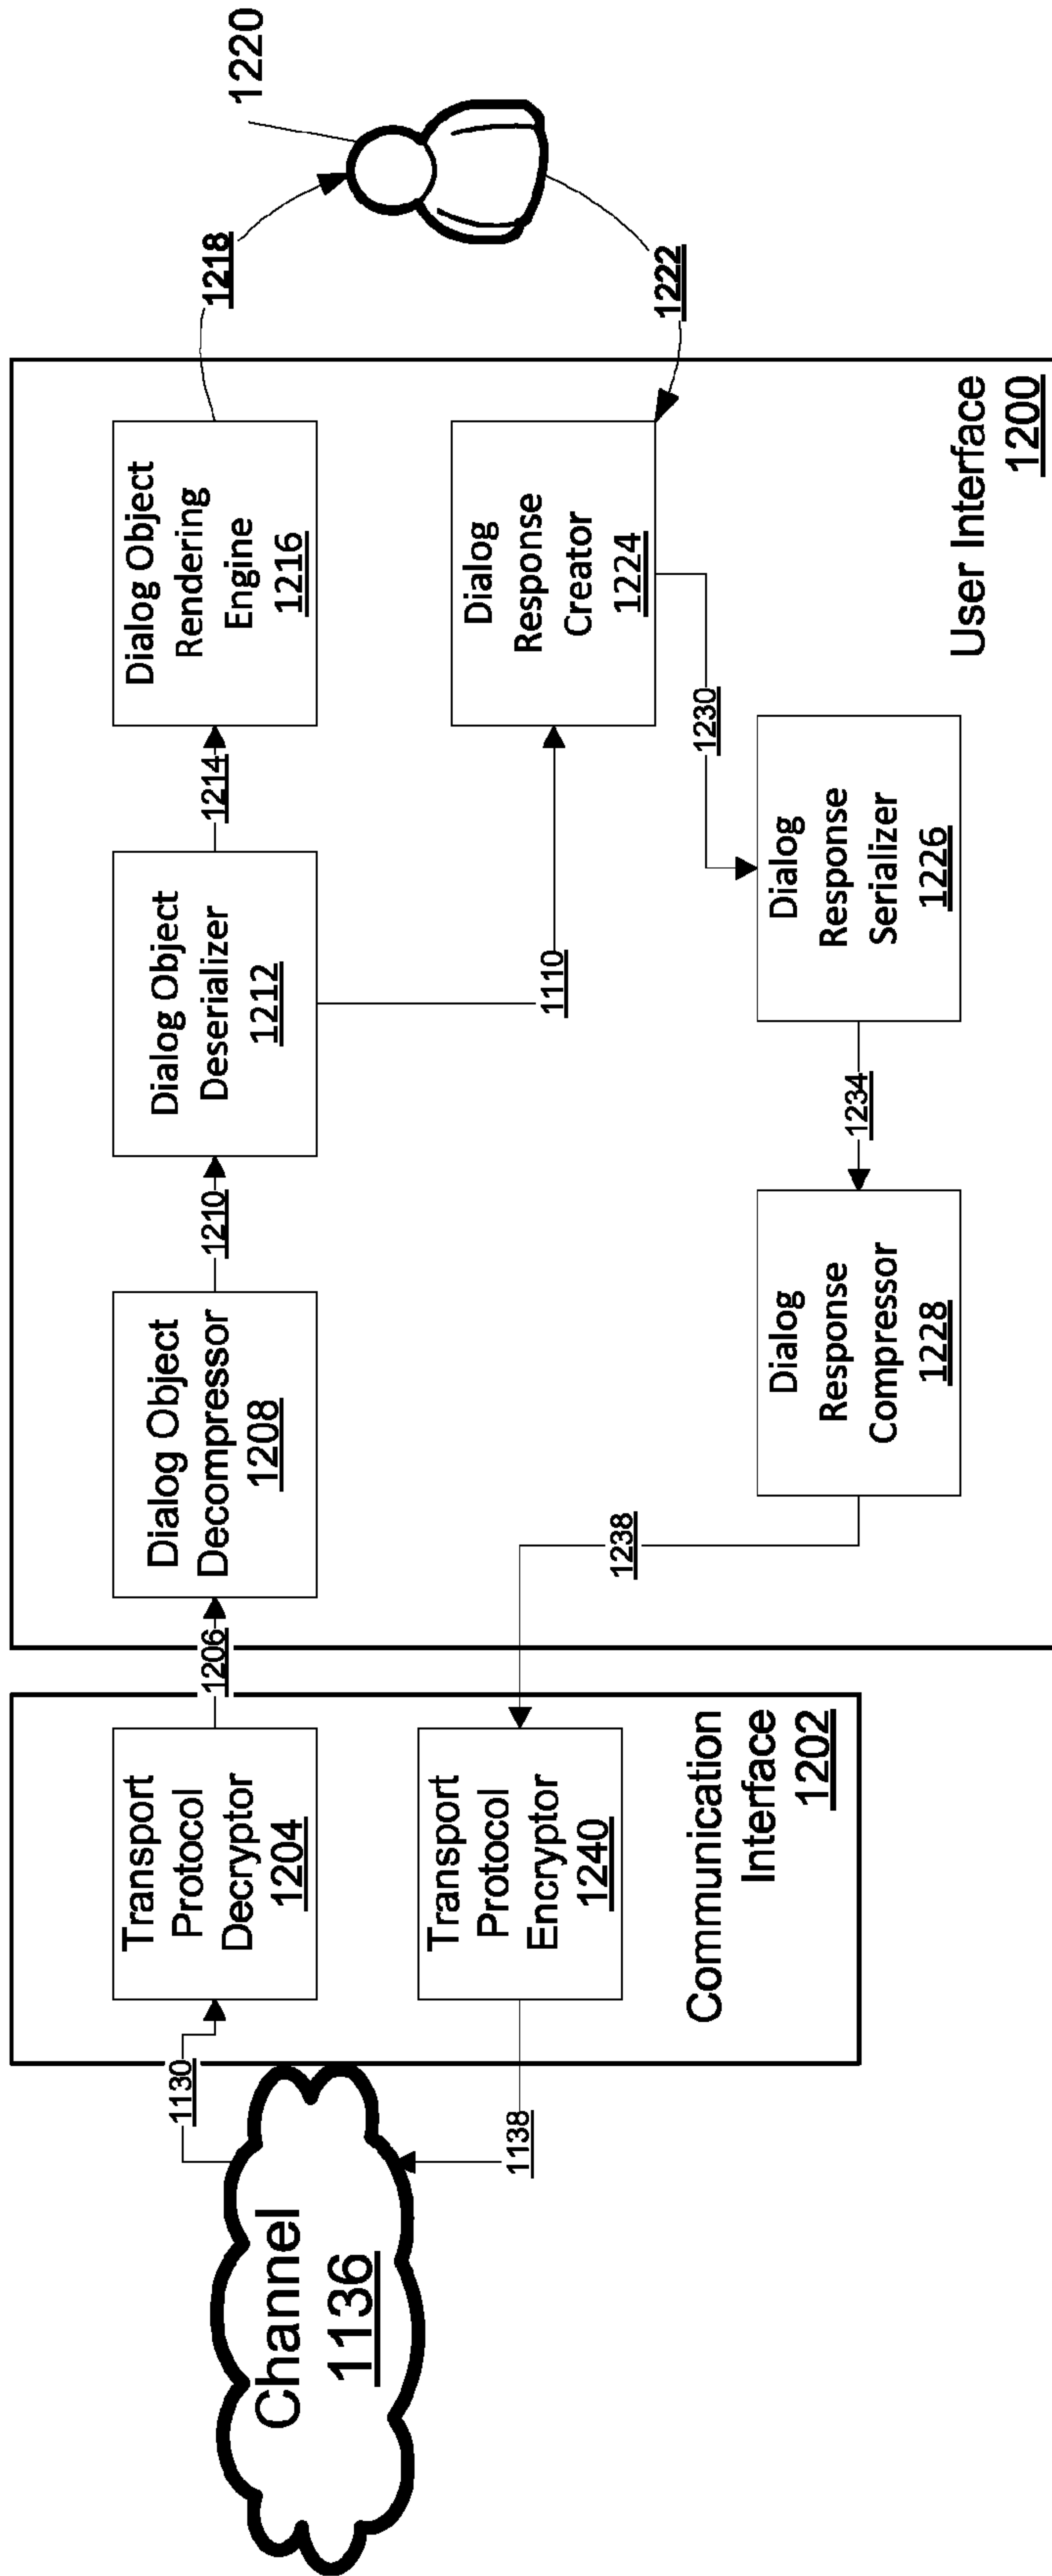 Channel
1136
1130
1138
Transport
Protocol
Decryptor
1204
Transport
Protocol
Encryptor
1240
Communication
Interface
1202
1206
Dialog Object
Decompressor
1208
1210
Dialog Object
Deserializer
1212
1214
Dialog Object
Rendering
Engine
1216
1218
1220
1222
1110
Dialog
Response
Creator
1224
1230
Dialog
Response
Serializer
1226
1234
Dialog
Response
Compressor
1228
1238
User Interface
1200